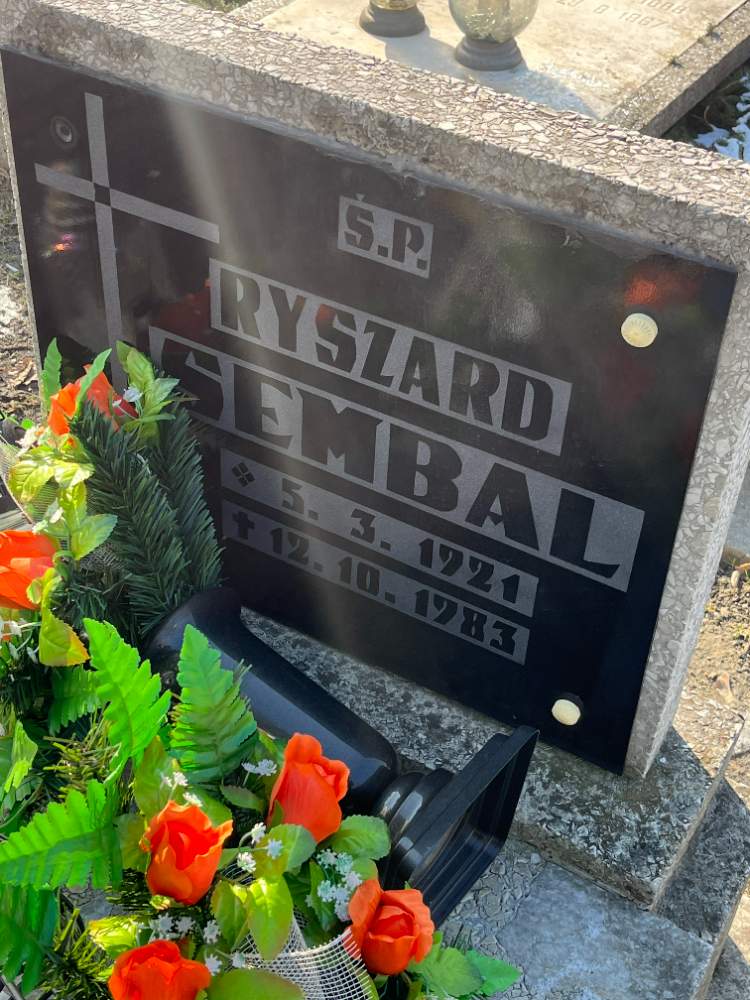 Ś.P.
RYSZARD
SEMBAL
5. 3. 1921
✝ 12. 10. 1983